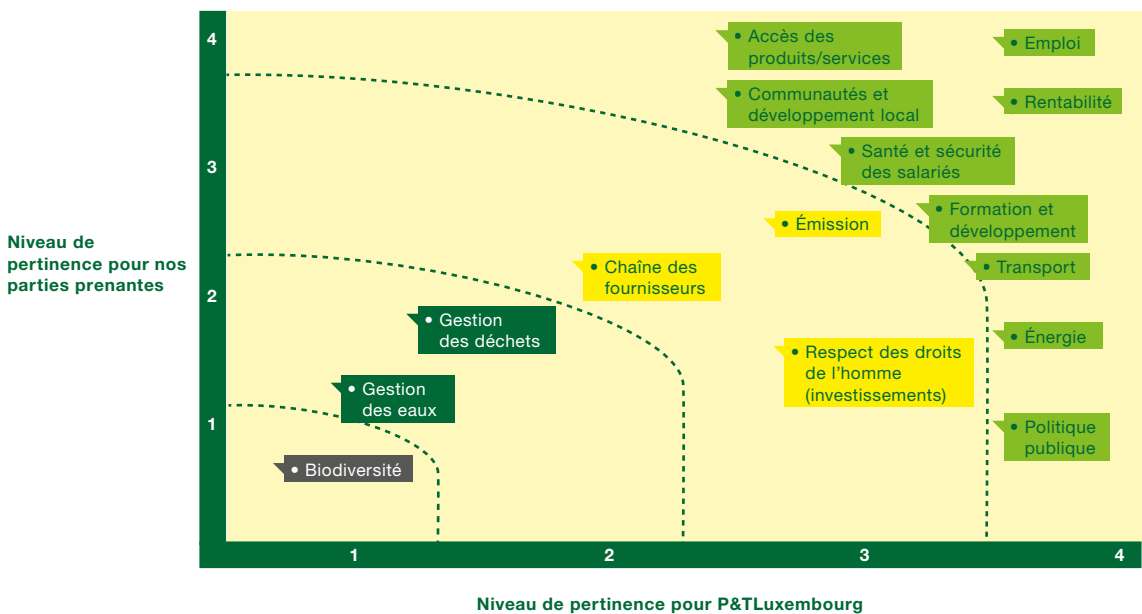 4
3
2
1
Niveau de
pertinence pour nos
parties prenantes
• Accès des
produits/services
• Emploi
• Communautés et
développement local
• Rentabilité
• Santé et sécurité
des salariés
• Formation et
développement
• Émission
• Chaîne des
fournisseurs
• Transport
• Gestion
des déchets
• Énergie
• Respect des droits
de l’homme
(investissements)
• Gestion
des eaux
• Politique
publique
• Biodiversité
1
2
3
4
Niveau de pertinence pour P&TLuxembourg